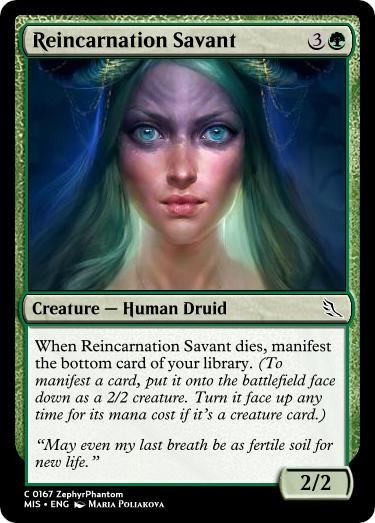 Reincarnation Savant 3
Creature — Human Druid
When Reincarnation Savant dies, manifest
the bottom card of your library. (To
manifest a card, put it onto the battlefield face
down as a 2/2 creature. Turn it face up any
time for its mana cost if it's a creature card.)
“May even my last breath be as fertile soil for
new life.”
2/2
C 0167 ZephyrPhantom
MIS • ENG Maria Poliakova